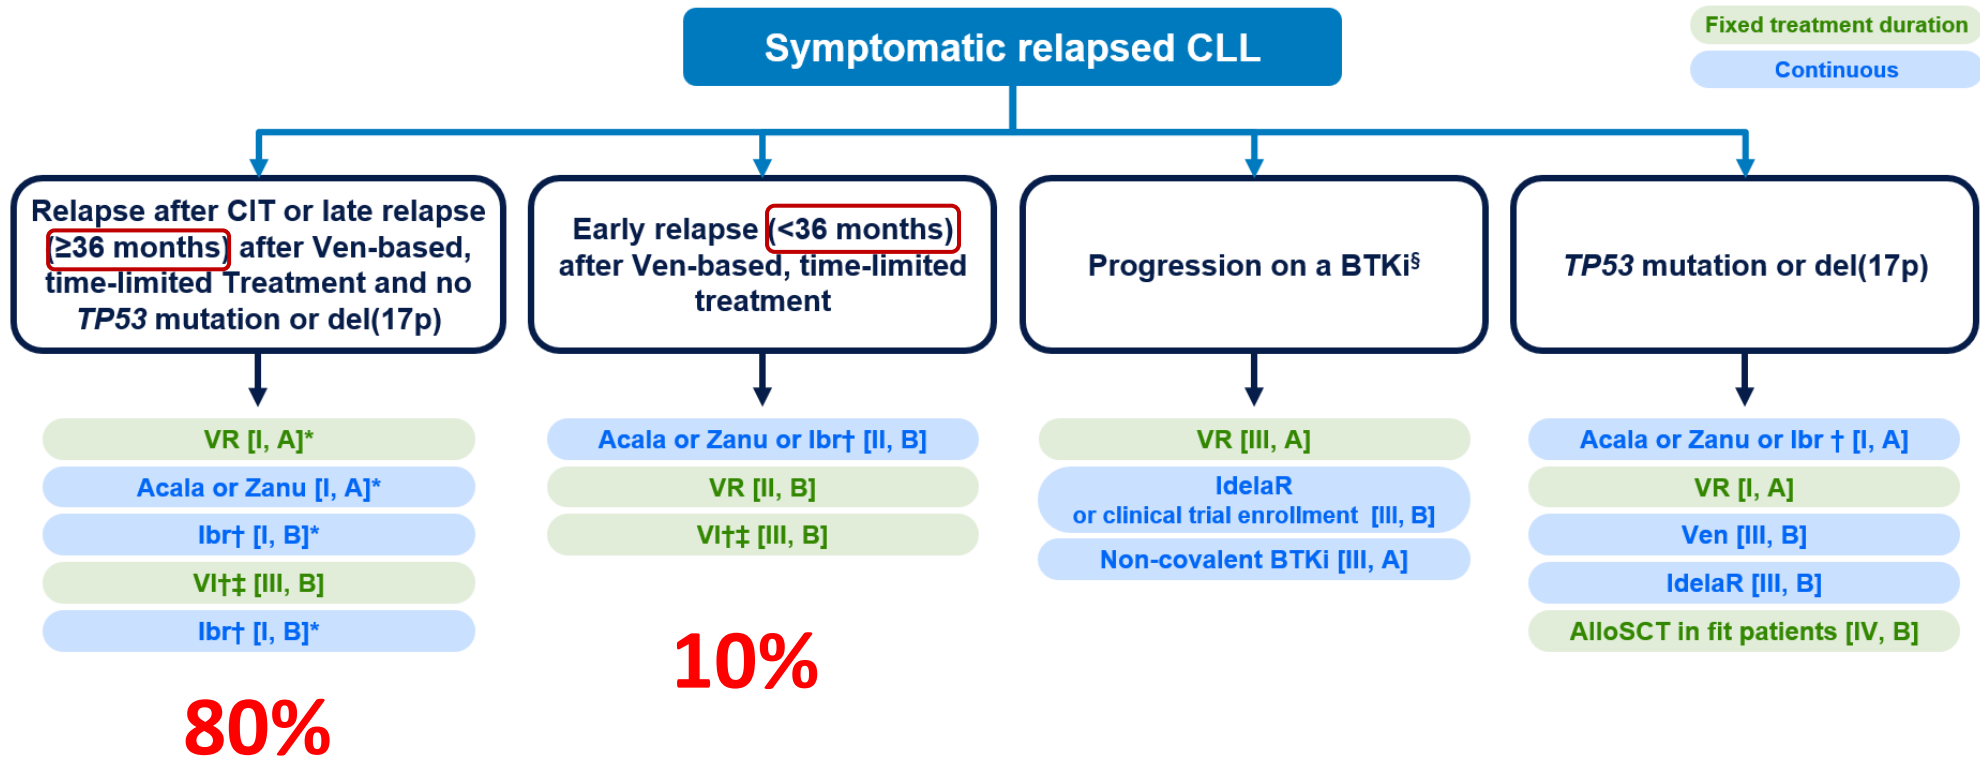 Symptomatic relapsed CLL
Fixed treatment duration
Continuous
Relapse after CIT or late relapse
(≥36 months) after Ven-based,
time-limited Treatment and no
TP53 mutation or del(17p)
Early relapse (<36 months)
after Ven-based, time-limited
treatment
Progression on a BTKi§
TP53 mutation or del(17p)
VR [I, A]*
Acala or Zanu [I, A]*
Ibr† [I, B]*
VI†‡ [III, B]
Ibr† [I, B]*
80%
Acala or Zanu or Ibr† [II, B]
VR [II, B]
VI†‡ [III, B]
10%
VR [III, A]
IdelaR
or clinical trial enrollment [III, B]
Non-covalent BTKi [III, A]
Acala or Zanu or Ibr † [I, A]
VR [I, A]
Ven [III, B]
IdelaR [III, B]
AlloSCT in fit patients [IV, B]